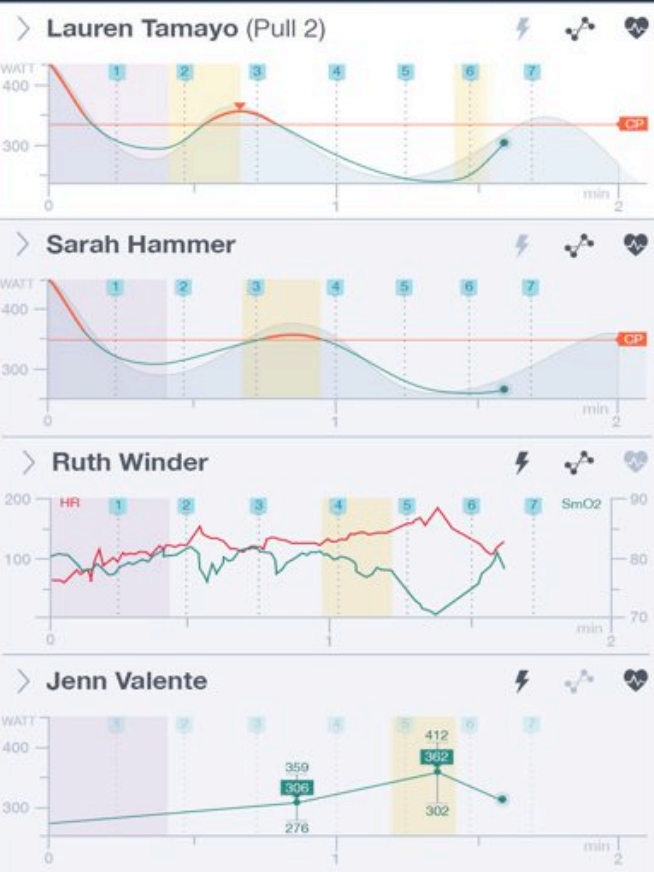 Lauren Tamayo (Pull 2)
WATT
1 2 3 4 5 6 7
400
CP
300
min
0 1 2
Sarah Hammer
WATT
1 2 3 4 5 6 7
400
CP
300
min
0 1 2
Ruth Winder
200 HR 1 2 3 4 5 6 7 SmO2 90
100 80
70
min
0 1 2
Jenn Valente
WATT
1 2 3 4 5 6 7
412
400
362
359
306
300
302
276
min
0 1 2